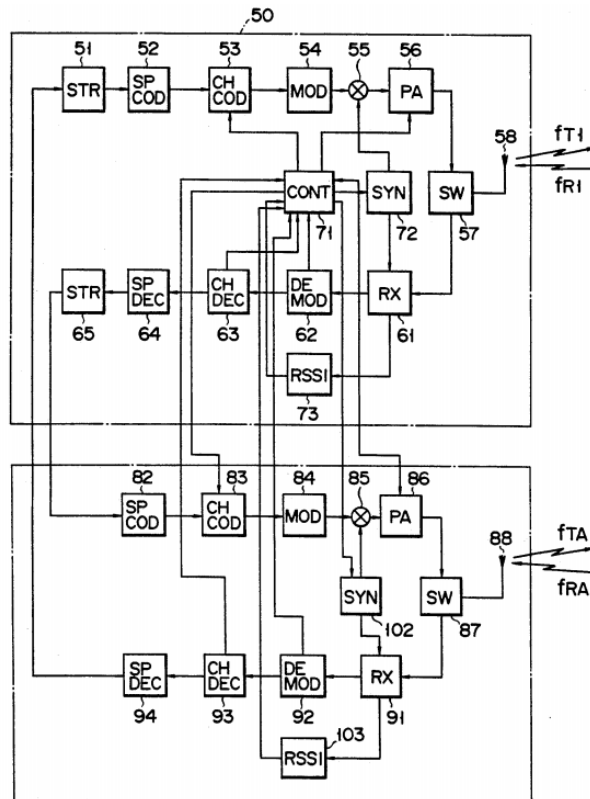 50
51 52 53 54 55 56
STR SP COD CH COD MOD PA
58
fT1
fR1
CONT SYN SW
71 72 57
STR SP DEC CH DEC DE MOD RX
65 64 63 62 61
RSSI
73
82 83 84 85 86
SP COD CH COD MOD PA
88
fTA
fRA
SYN SW
102 87
SP DEC CH DEC DE MOD RX
94 93 92 91
103
RSSI